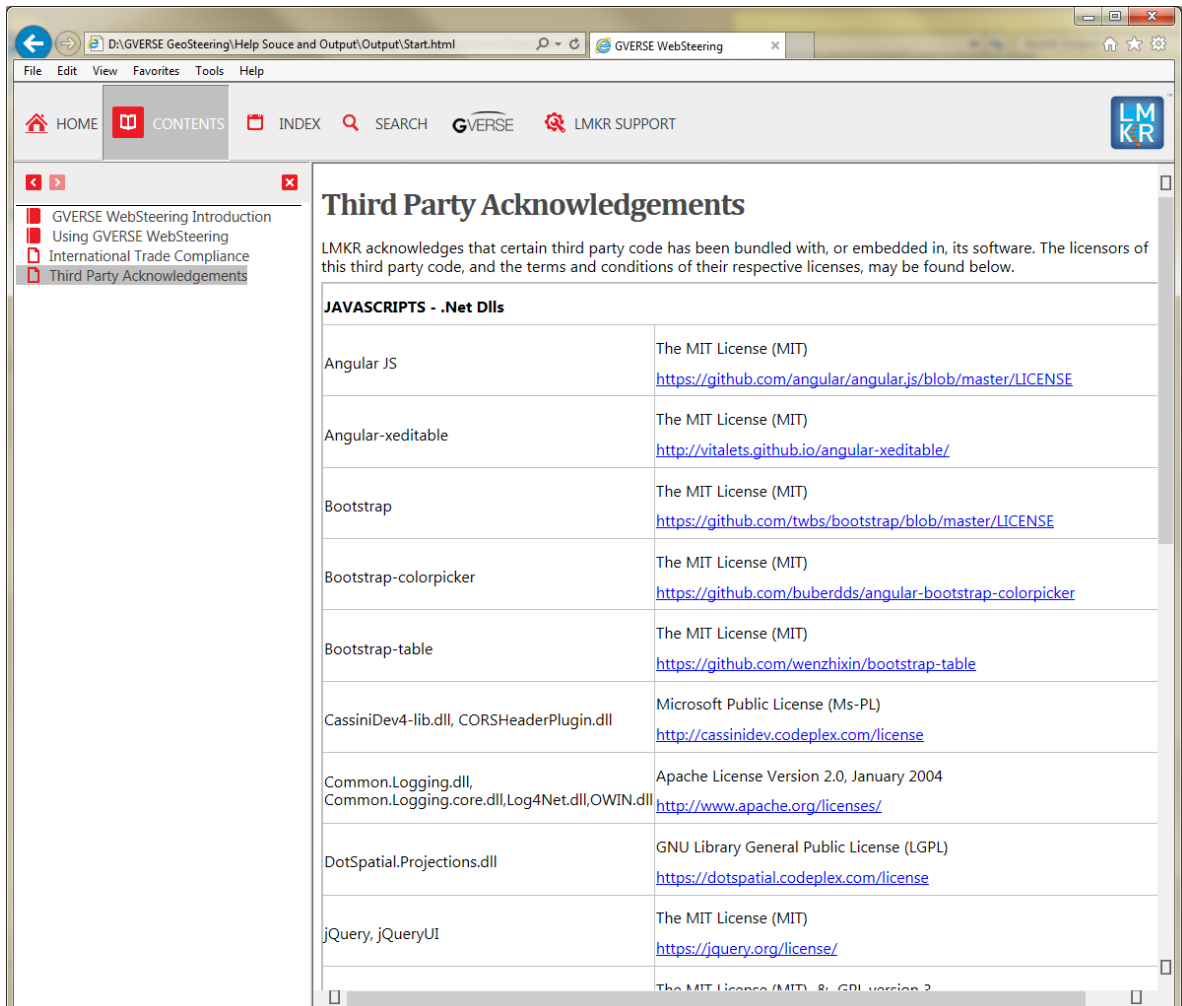 D:\GVERSE GeoSteering\Help Souce and Output\Output\Start.html
GVERSE WebSteering
File Edit View Favorites Tools Help
HOME CONTENTS INDEX SEARCH GVERSE LMKR SUPPORT
LM
KR
GVERSE WebSteering Introduction
Using GVERSE WebSteering
International Trade Compliance
Third Party Acknowledgements
Third Party Acknowledgements
LMKR acknowledges that certain third party code has been bundled with, or embedded in, its software. The licensors of
this third party code, and the terms and conditions of their respective licenses, may be found below.
JAVASCRIPTS - .Net Dlls
Angular JS
The MIT License (MIT)
https://github.com/angular/angular.js/blob/master/LICENSE
Angular-xeditable
The MIT License (MIT)
http://vitalets.github.io/angular-xeditable/
Bootstrap
The MIT License (MIT)
https://github.com/twbs/bootstrap/blob/master/LICENSE
Bootstrap-colorpicker
The MIT License (MIT)
https://github.com/buberdds/angular-bootstrap-colorpicker
Bootstrap-table
The MIT License (MIT)
https://github.com/wenzhixin/bootstrap-table
CassiniDev4-lib.dll, CORSHeaderPlugin.dll
Microsoft Public License (Ms-PL)
http://cassinidev.codeplex.com/license
Common.Logging.dll,
Common.Logging.core.dll,Log4Net.dll,OWIN.dll
Apache License Version 2.0, January 2004
http://www.apache.org/licenses/
DotSpatial.Projections.dll
GNU Library General Public License (LGPL)
https://dotspatial.codeplex.com/license
jQuery, jQueryUI
The MIT License (MIT)
https://jquery.org/license/
The MIT License (MIT) & GPL version 2